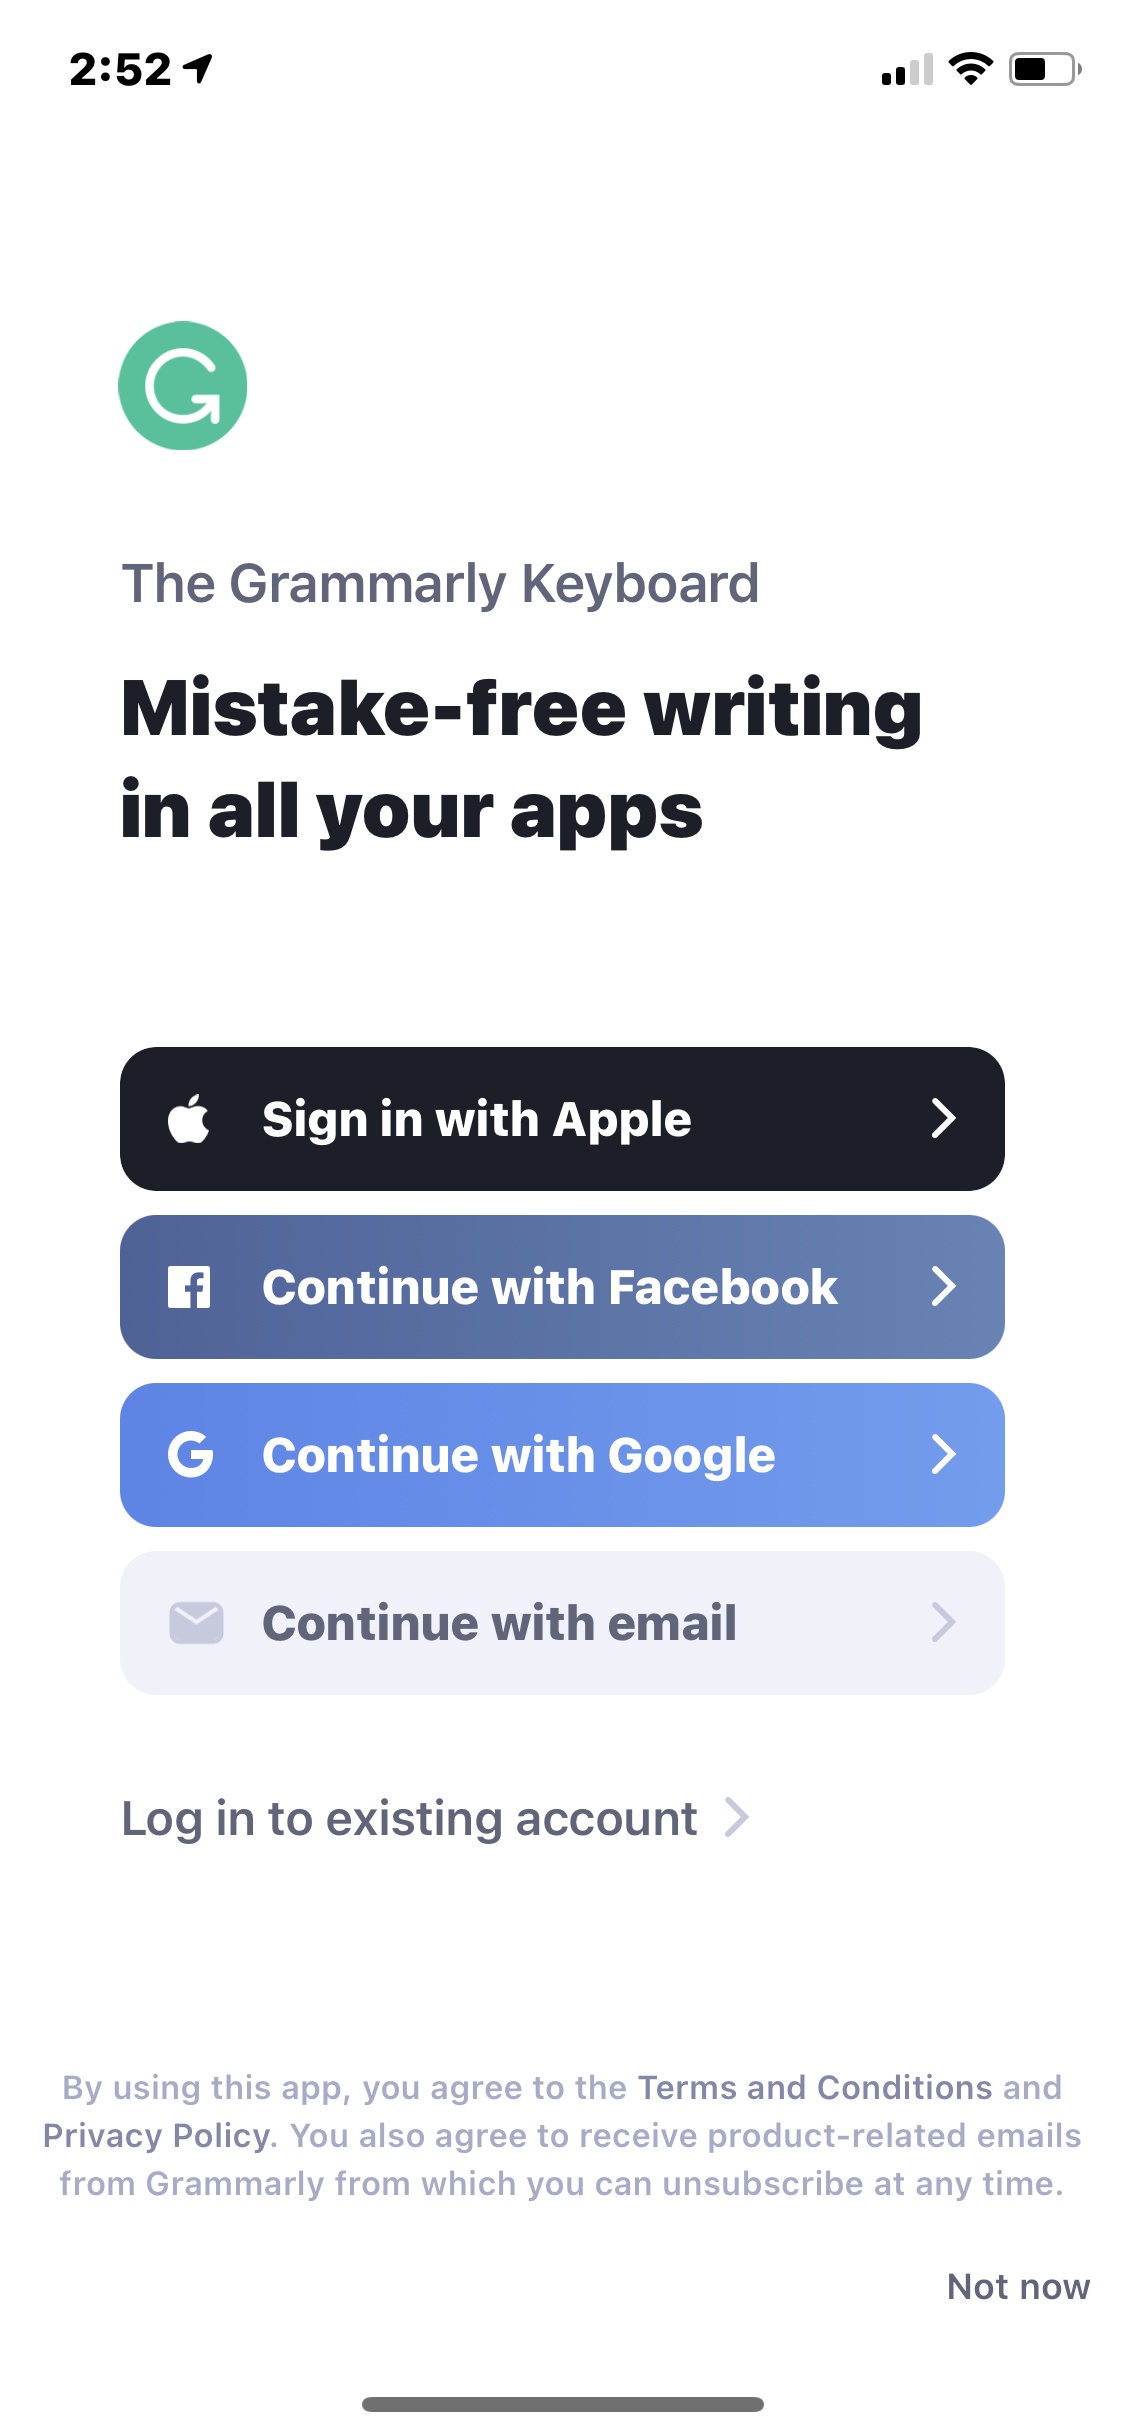 2:52
The Grammarly Keyboard
Mistake-free writing
in all your apps
Sign in with Apple
Continue with Facebook
Continue with Google
Continue with email
Log in to existing account
By using this app, you agree to the Terms and Conditions and
Privacy Policy. You also agree to receive product-related emails
from Grammarly from which you can unsubscribe at any time.
Not now